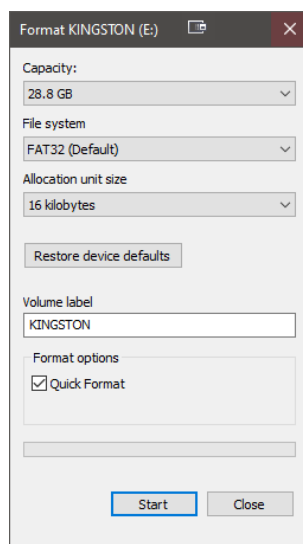 Format KINGSTON (E:)
Capacity:
28.8 GB
File system
FAT32 (Default)
Allocation unit size
16 kilobytes
Restore device defaults
Volume label
KINGSTON
Format options
Quick Format
Start
Close